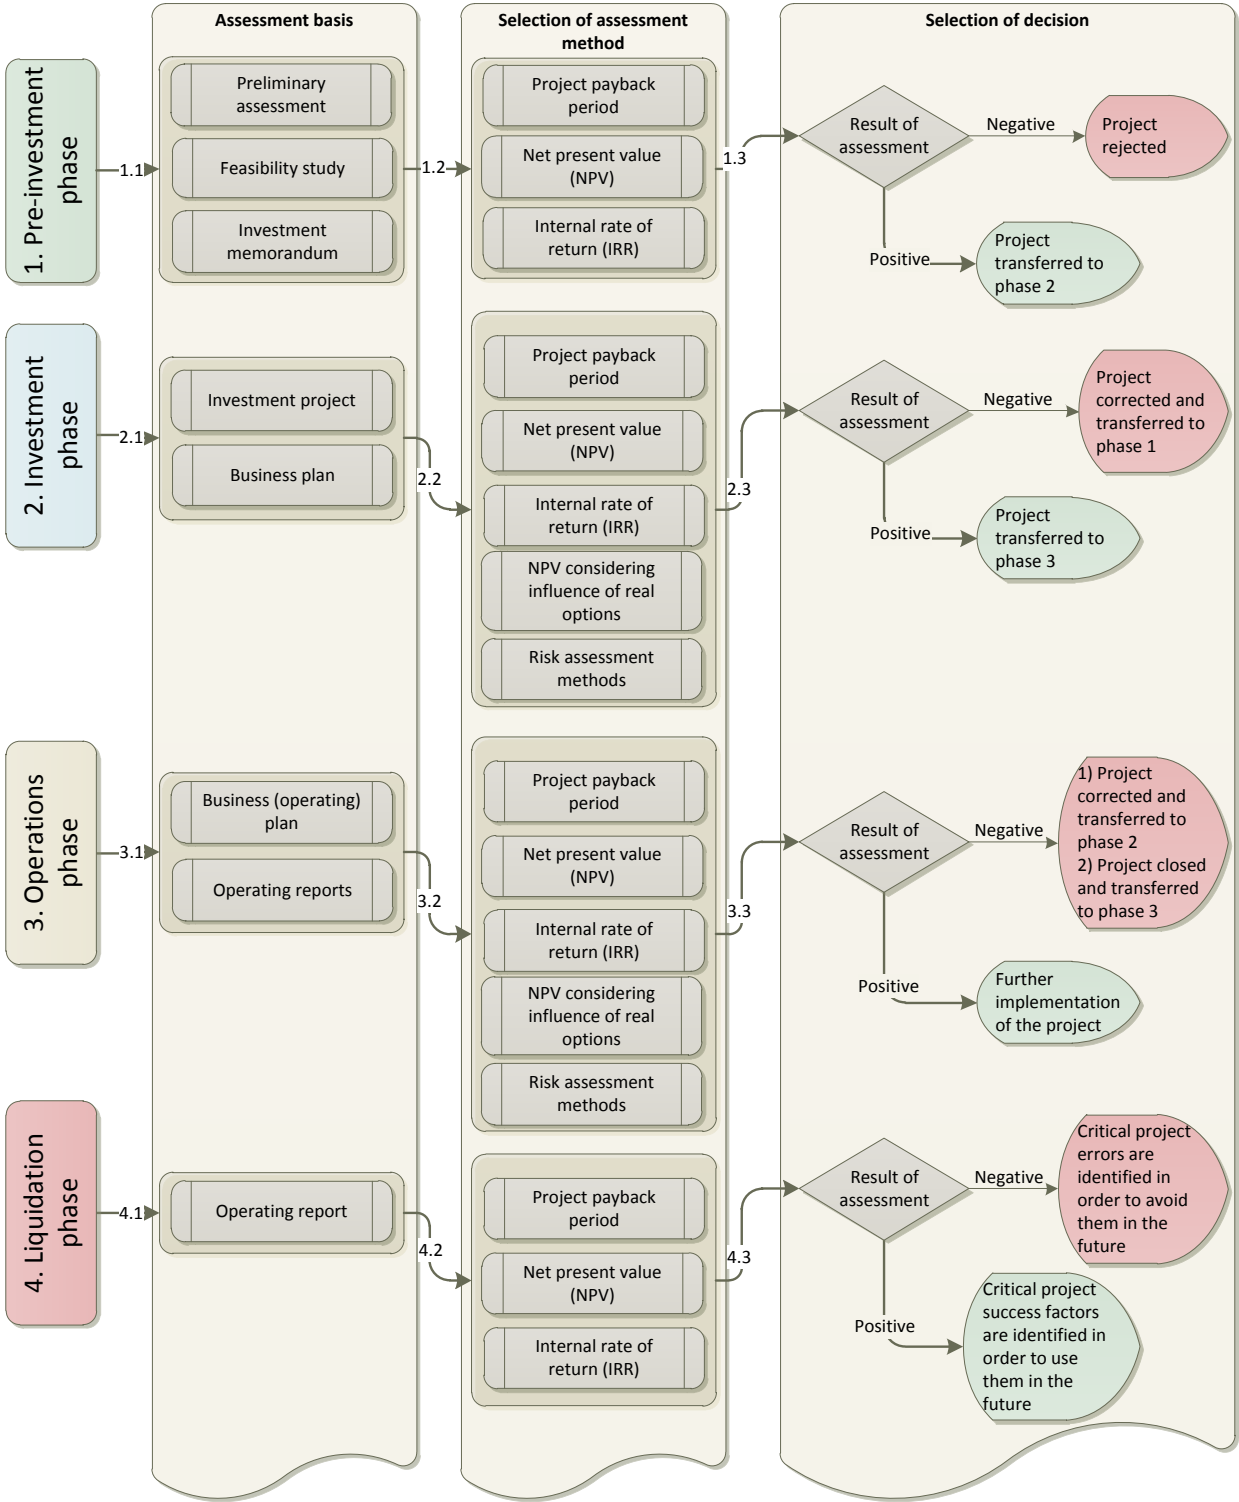 Assessment basis
Selection of assessment
method
Selection of decision
1. Pre-investment
phase
1.1
Preliminary
assessment
Feasibility study
Investment
memorandum
1.2
Project payback
period
Net present value
(NPV)
Internal rate of
return (IRR)
1.3
Result of
assessment
Negative
Project
rejected
Positive
Project
transferred to
phase 2
2. Investment
phase
2.1
Investment project
Business plan
2.2
Project payback
period
Net present value
(NPV)
Internal rate of
return (IRR)
NPV considering
influence of real
options
Risk assessment
methods
2.3
Result of
assessment
Negative
Project
corrected and
transferred to
phase 1
Positive
Project
transferred to
phase 3
3. Operations
phase
3.1
Business (operating)
plan
Operating reports
3.2
Project payback
period
Net present value
(NPV)
Internal rate of
return (IRR)
NPV considering
influence of real
options
Risk assessment
methods
3.3
Result of
assessment
Negative
1) Project
corrected and
transferred to
phase 2
2) Project closed
and transferred
to phase 3
Positive
Further
implementation
of the project
4. Liquidation
phase
4.1
Operating report
4.2
Project payback
period
Net present value
(NPV)
Internal rate of
return (IRR)
4.3
Result of
assessment
Negative
Critical project
errors are
identified in
order to avoid
them in the
future
Positive
Critical project
success factors
are identified in
order to use
them in the
future